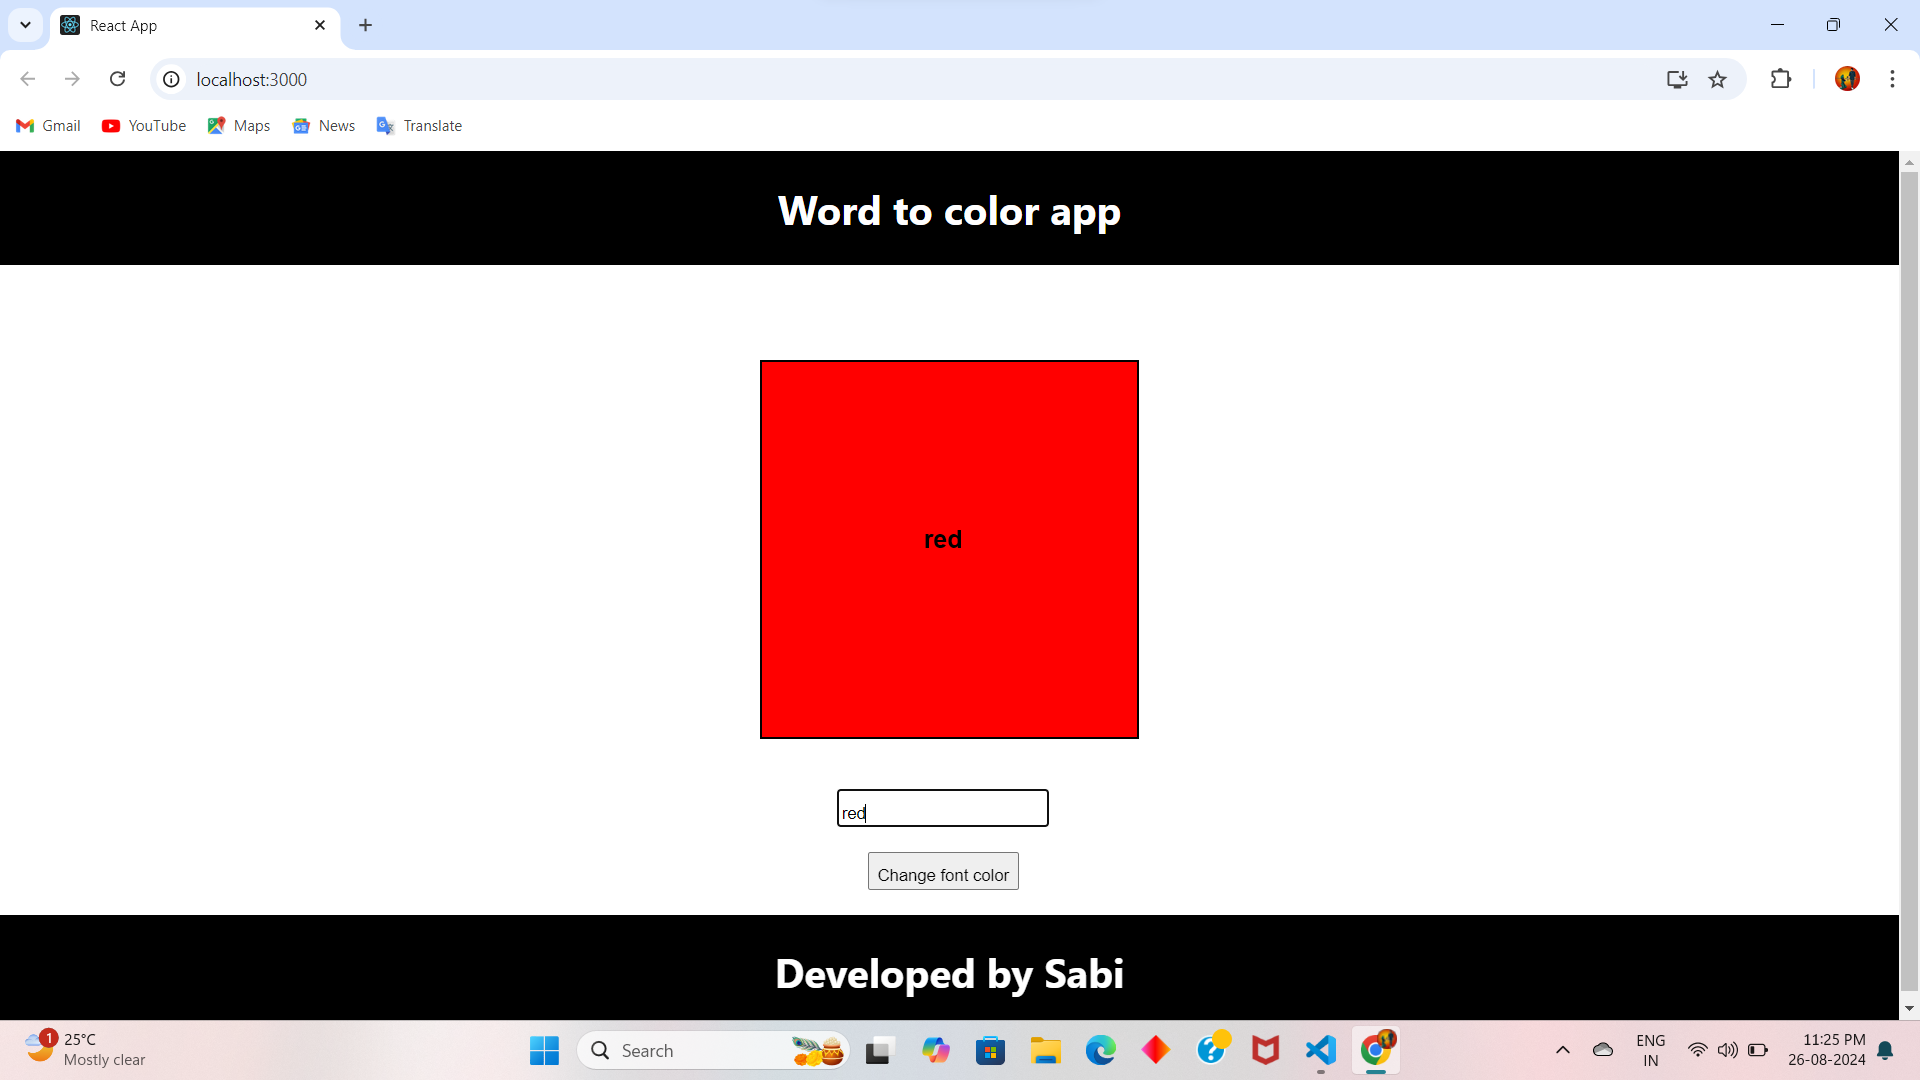 React App
localhost:3000
Gmail YouTube Maps News Translate
Word to color app
red
red
Change font color
Developed by Sabi
1 25°C
Mostly clear
Search
ENG
IN
11:25 PM
26-08-2024